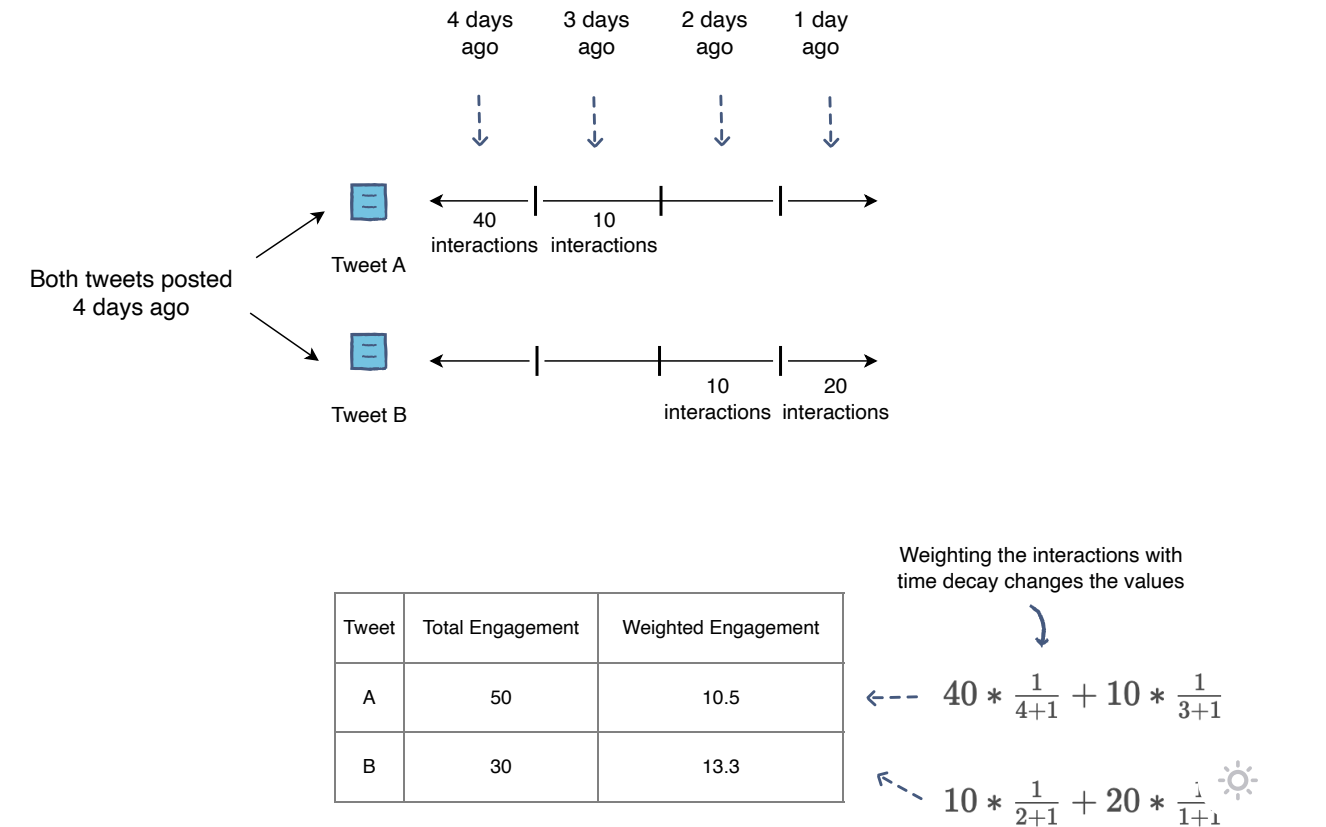 4 days
ago
3 days
ago
2 days
ago
1 day
ago
Both tweets posted
4 days ago
Tweet A
40
interactions
10
interactions
Tweet B
10
interactions
20
interactions
Weighting the interactions with
time decay changes the values
Tweet Total Engagement Weighted Engagement
A 50 10.5
B 30 13.3
40 * 1/(4+1) + 10 * 1/(3+1)
10 * 1/(2+1) + 20 * 1/(1+1)